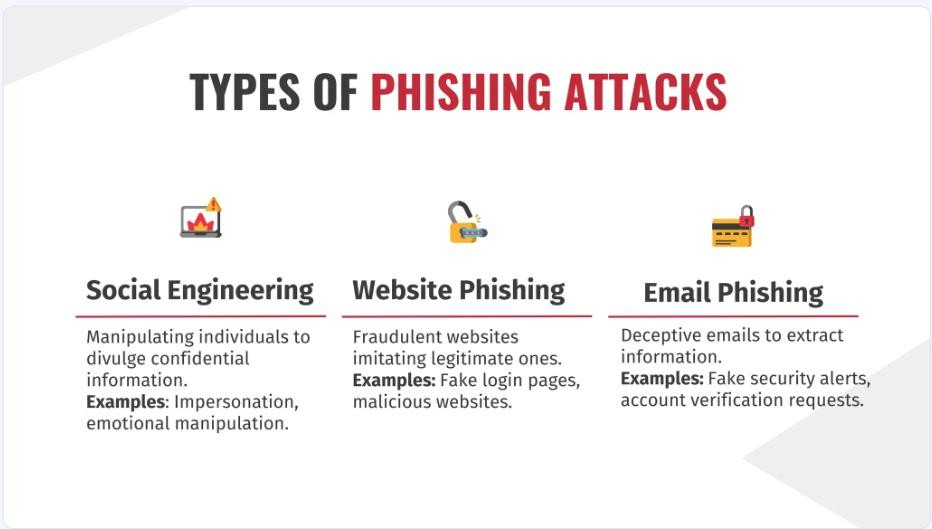 TYPES OF PHISHING ATTACKS
Social Engineering
Manipulating individuals to
divulge confidential
information.
Examples: Impersonation,
emotional manipulation.
Website Phishing
Fraudulent websites
imitating legitimate ones.
Examples: Fake login pages,
malicious websites.
Email Phishing
Deceptive emails to extract
information.
Examples: Fake security alerts,
account verification requests.